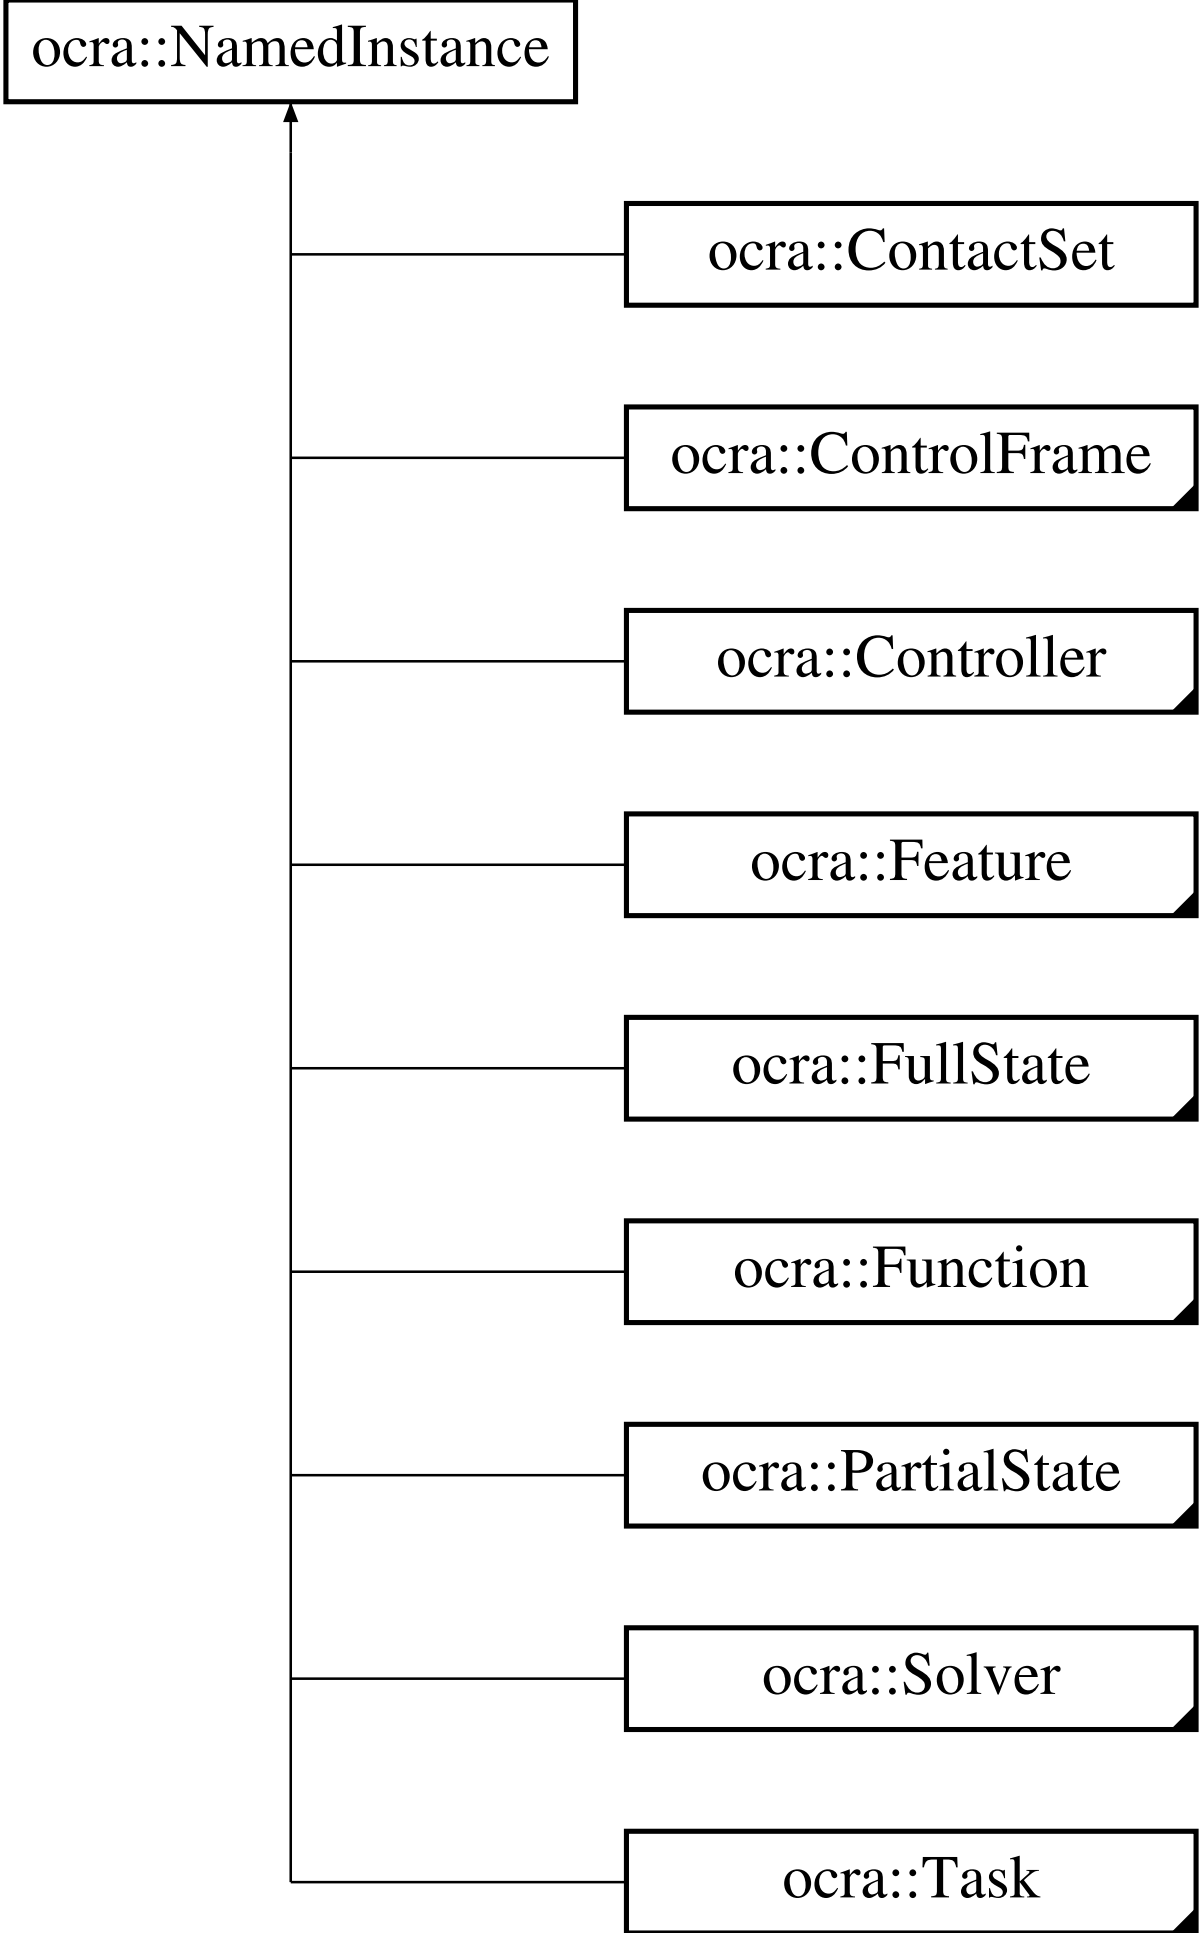 ocra::NamedInstance
ocra::ContactSet
ocra::ControlFrame
ocra::Controller
ocra::Feature
ocra::FullState
ocra::Function
ocra::PartialState
ocra::Solver
ocra::Task